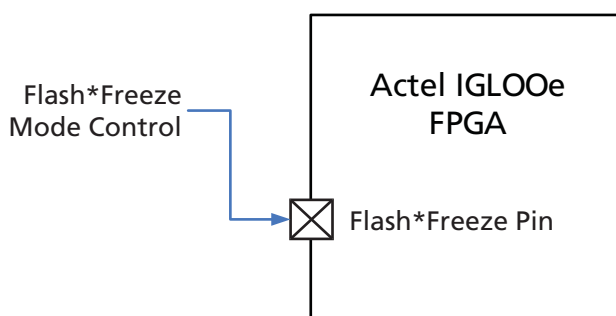 Flash*Freeze
Mode Control
Actel IGLOOe
FPGA
Flash*Freeze Pin